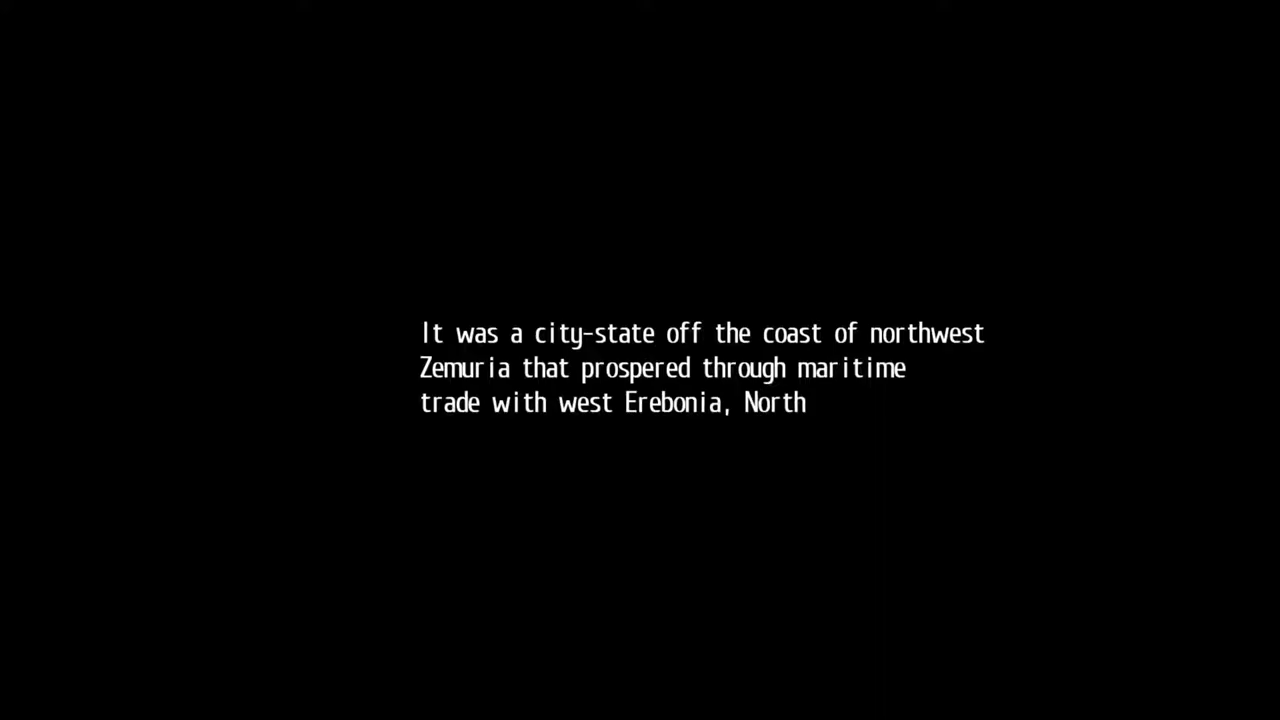 It was a city-state off the coast of northwest
Zemuria that prospered through maritime
trade with west Erebonia, North